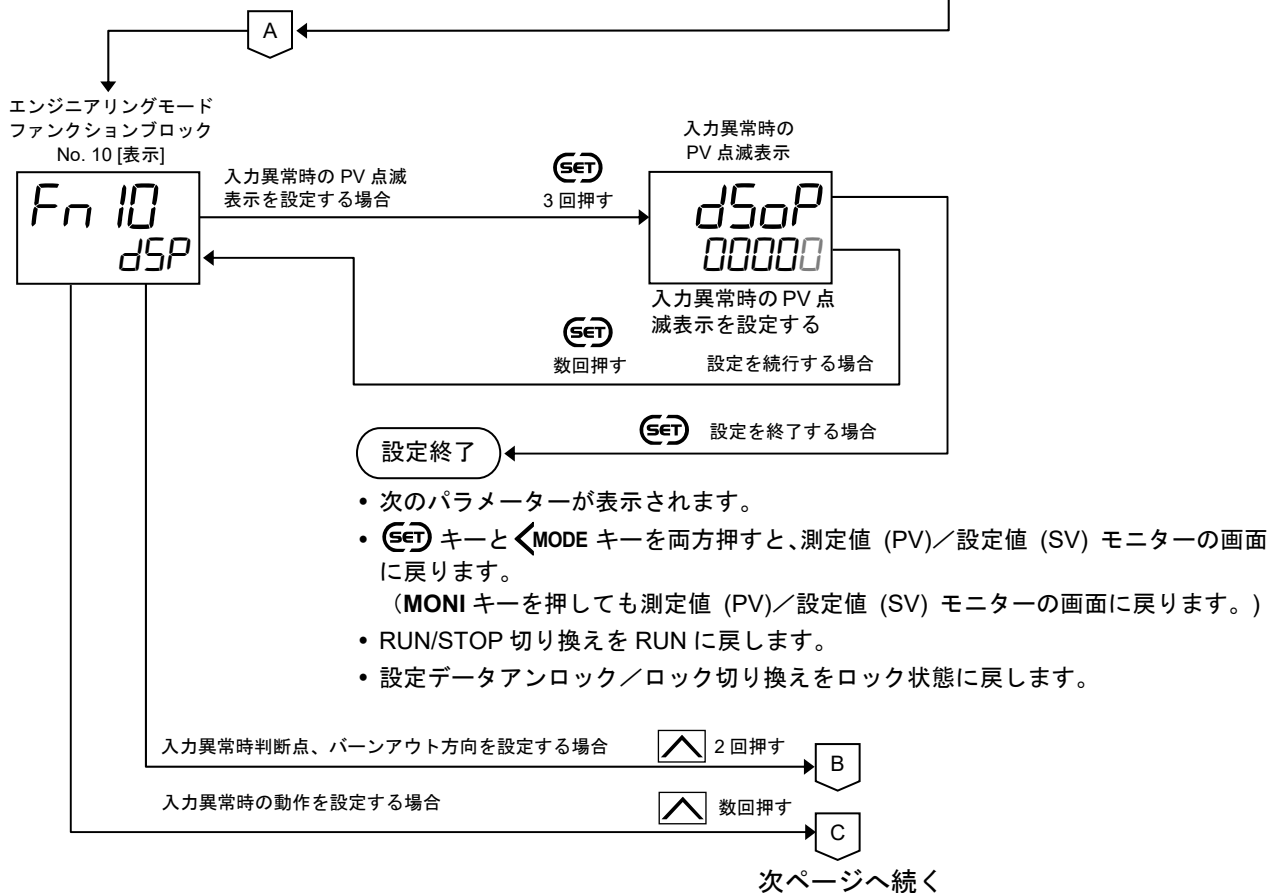 A
エンジニアリングモード
ファンクションブロック
No. 10 [表示]
Fn 10
dSP
入力異常時の PV 点滅
表示を設定する場合
SET
3 回押す
入力異常時の
PV 点滅表示
dSoP
00000
入力異常時の PV 点
滅表示を設定する
SET
数回押す
設定を続行する場合
SET 設定を終了する場合
設定終了
• 次のパラメーターが表示されます。
• SET キーと <MODE キーを両方押すと、測定値 (PV)／設定値 (SV) モニターの画面
に戻ります。
（MONI キーを押しても測定値 (PV)／設定値 (SV) モニターの画面に戻ります。)
• RUN/STOP 切り換えを RUN に戻します。
• 設定データアンロック／ロック切り換えをロック状態に戻します。
入力異常時判断点、バーンアウト方向を設定する場合
2 回押す
B
入力異常時の動作を設定する場合
数回押す
C
次ページへ続く